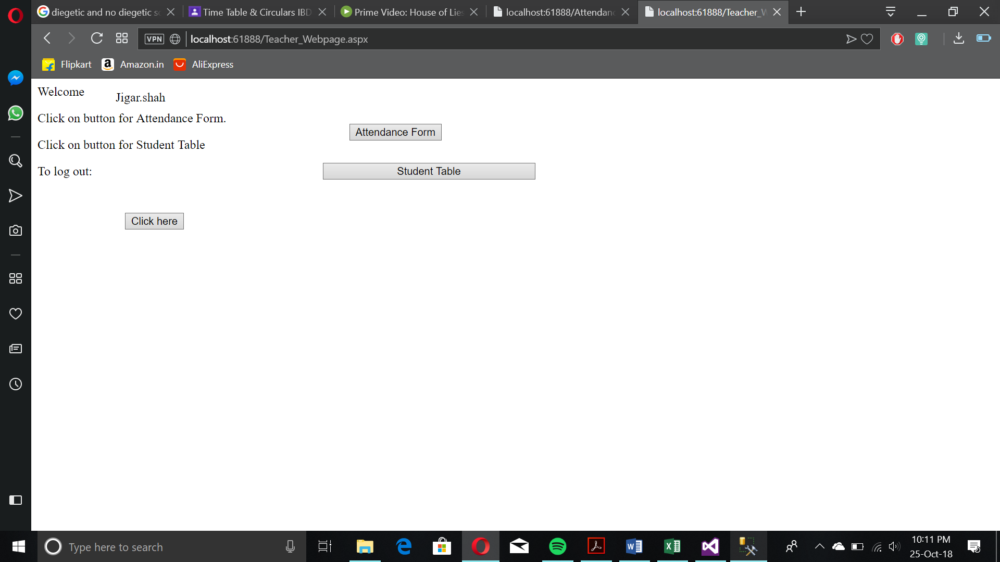 diegetic and no diegetic so
Time Table & Circulars IBD
Prime Video: House of Lies
localhost:61888/Attendanc
localhost:61888/Teacher_W
VPN
localhost:61888/Teacher_Webpage.aspx
Flipkart
Amazon.in
AliExpress
Welcome
Jigar.shah
Click on button for Attendance Form.
Attendance Form
Click on button for Student Table
To log out:
Student Table
Click here
Type here to search
10:11 PM
25-Oct-18